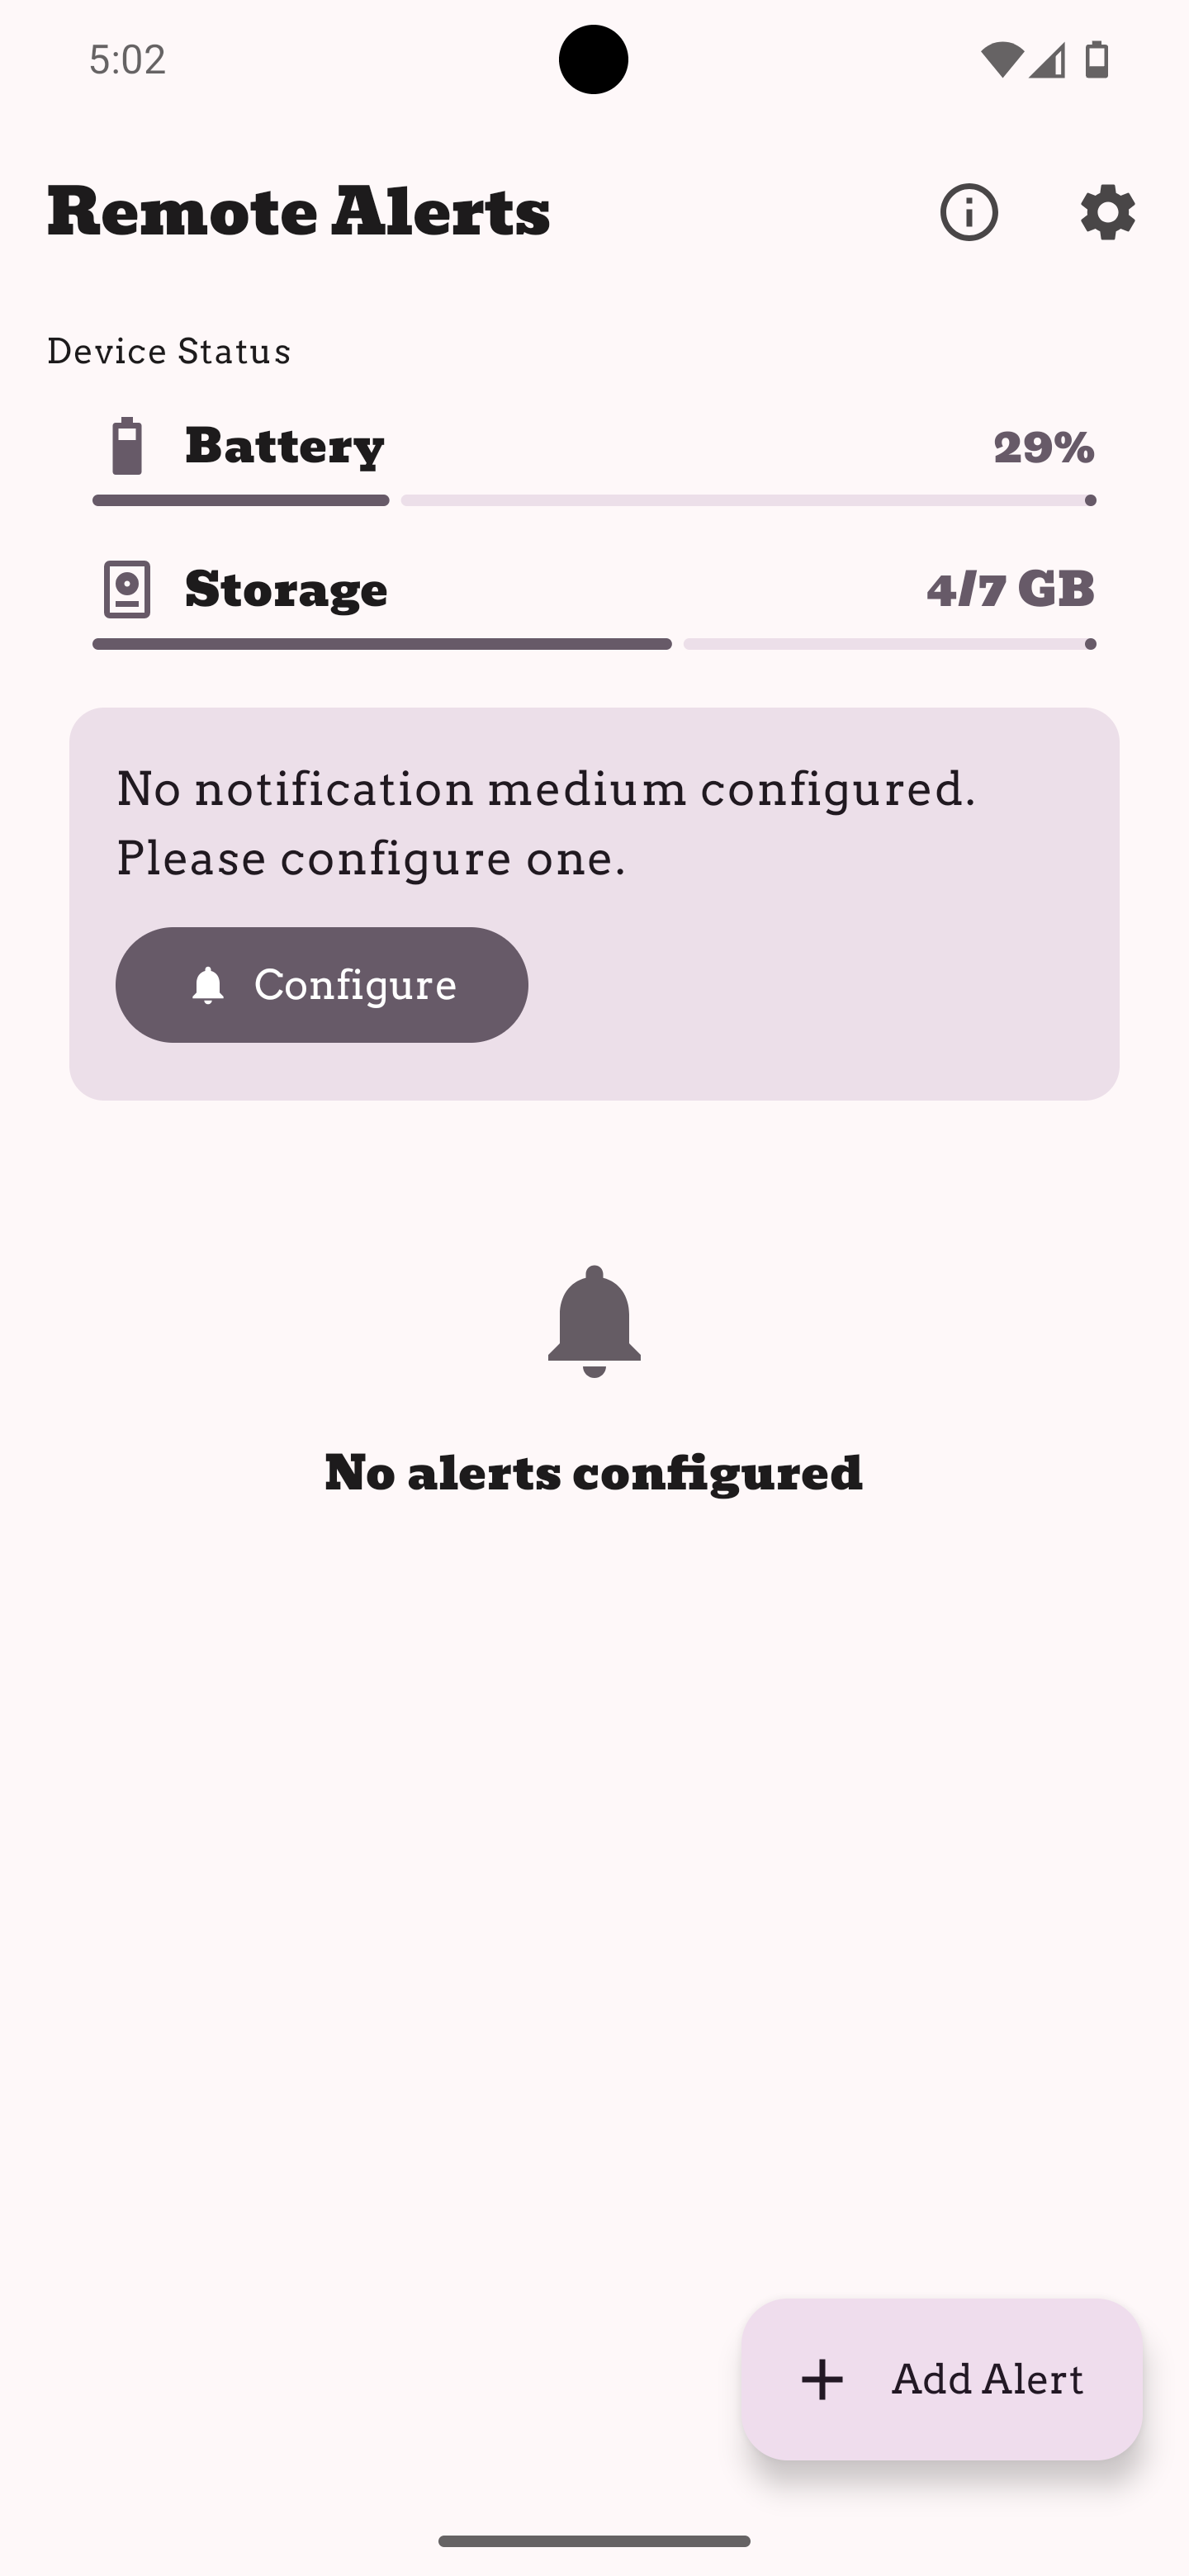 5:02
Remote Alerts
Device Status
Battery 29%
Storage 4/7 GB
No notification medium configured.
Please configure one.
Configure
No alerts configured
Add Alert